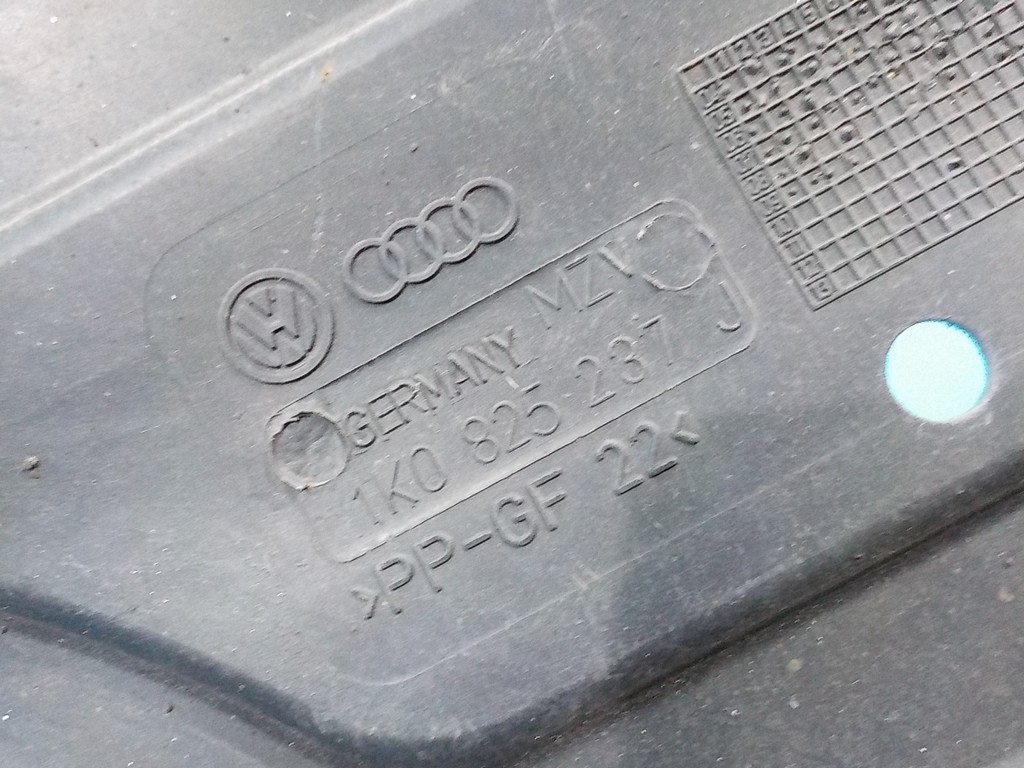 GERMANY MZV
1K0 825 237 J
>PP-GF 22<